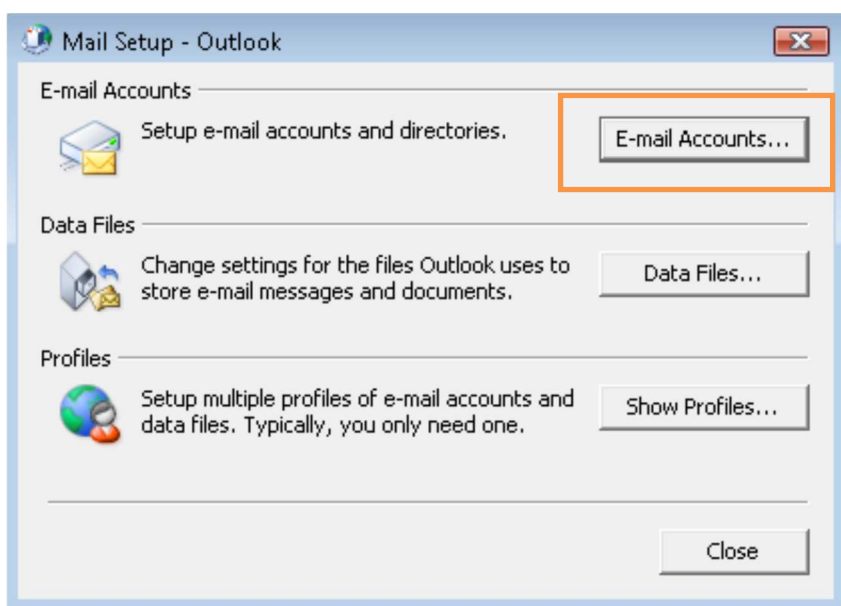 Mail Setup - Outlook
E-mail Accounts
Setup e-mail accounts and directories.
E-mail Accounts...
Data Files
Change settings for the files Outlook uses to
store e-mail messages and documents.
Data Files...
Profiles
Setup multiple profiles of e-mail accounts and
data files. Typically, you only need one.
Show Profiles...
Close